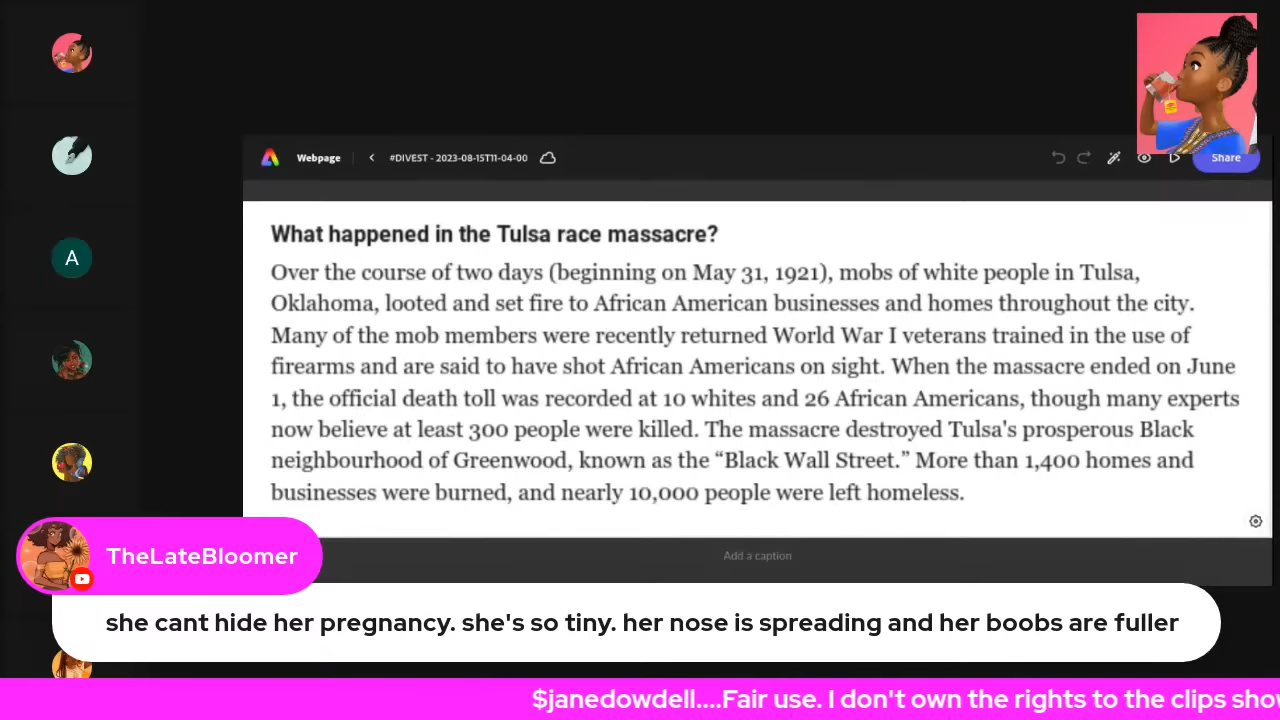 Webpage
#DIVEST - 2023-08-15T11-04-00
Share
A
What happened in the Tulsa race massacre?
Over the course of two days (beginning on May 31, 1921), mobs of white people in Tulsa,
Oklahoma, looted and set fire to African American businesses and homes throughout the city.
Many of the mob members were recently returned World War I veterans trained in the use of
firearms and are said to have shot African Americans on sight. When the massacre ended on June
1, the official death toll was recorded at 10 whites and 26 African Americans, though many experts
now believe at least 300 people were killed. The massacre destroyed Tulsa's prosperous Black
neighbourhood of Greenwood, known as the “Black Wall Street.” More than 1,400 homes and
businesses were burned, and nearly 10,000 people were left homeless.
Add a caption
TheLateBloomer
she cant hide her pregnancy. she's so tiny. her nose is spreading and her boobs are fuller
$janedowdell....Fair use. I don't own the rights to the clips show